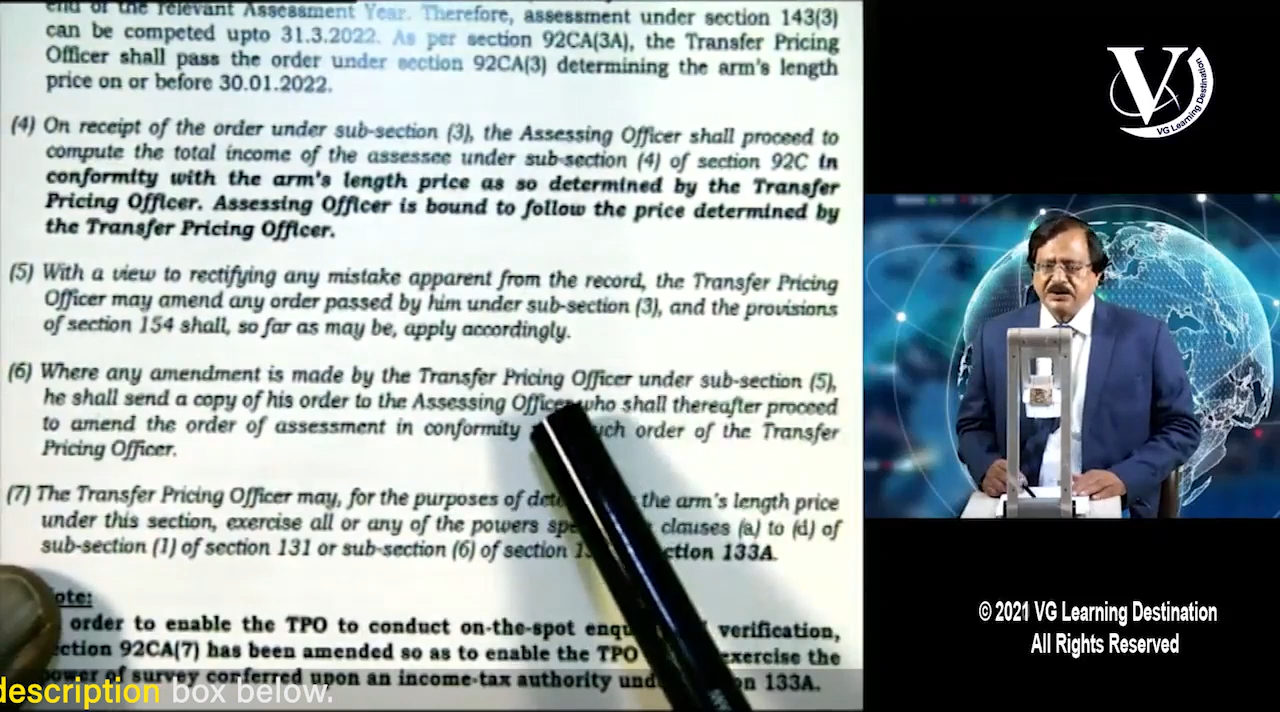 end of the relevant Assessment Year. Therefore, assessment under section 143(3)
can be competed upto 31.3.2022. As per section 92CA(3A), the Transfer Pricing
Officer shall pass the order under section 92CA(3) determining the arm's length
price on or before 30.01.2022.
(4) On receipt of the order under sub-section (3), the Assessing Officer shall proceed to
compute the total income of the assessee under sub-section (4) of section 92C in
conformity with the arm's length price as so determined by the Transfer
Pricing Officer. Assessing Officer is bound to follow the price determined by
the Transfer Pricing Officer.
(5) With a view to rectifying any mistake apparent from the record, the Transfer Pricing
Officer may amend any order passed by him under sub-section (3), and the provisions
of section 154 shall, so far as may be, apply accordingly.
(6) Where any amendment is made by the Transfer Pricing Officer under sub-section (5),
he shall send a copy of his order to the Assessing Officer who shall thereafter proceed
to amend the order of assessment in conformity such order of the Transfer
Pricing Officer.
(7) The Transfer Pricing Officer may, for the purposes of the arm's length price
under this section, exercise all or any of the powers clauses (a) to (d) of
sub-section (1) of section 131 or sub-section (6) of section section 133A.
Note:
order to enable the TPO to conduct on-the-spot verification,
section 92CA(7) has been amended so as to enable the TPO exercise the
power of survey conferred upon an income-tax authority 133A.
description box below.
V
VG Learning Destination
© 2021 VG Learning Destination
All Rights Reserved